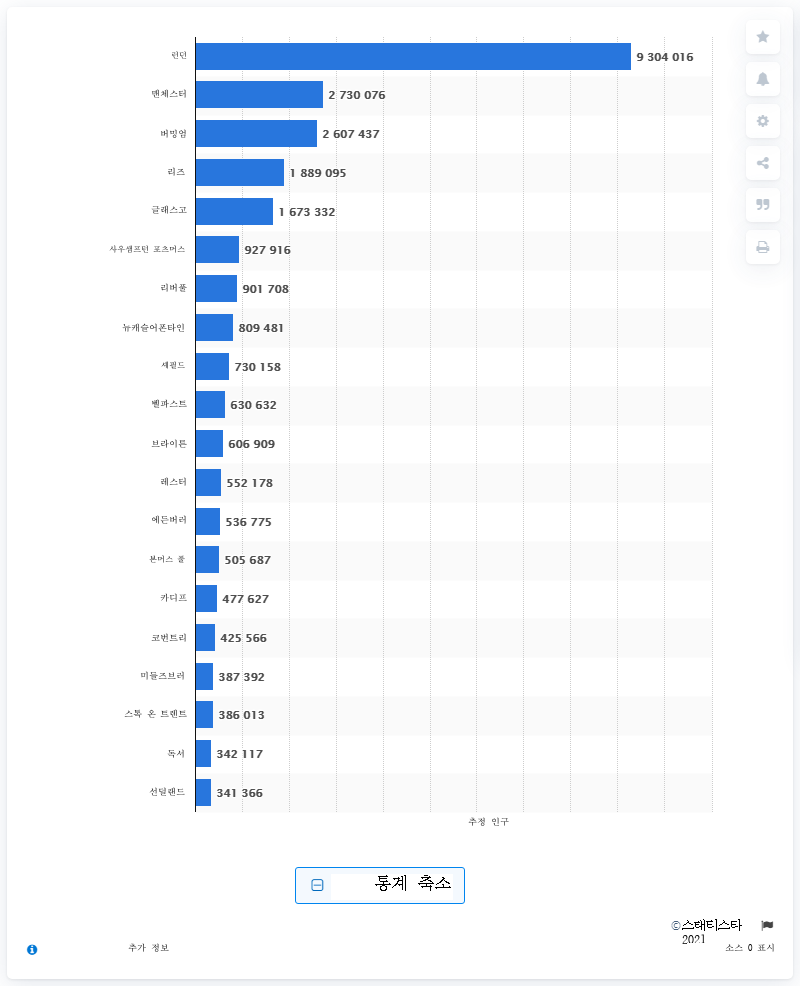 런던 9 304 016
맨체스터 2 730 076
버밍엄 2 607 437
리즈 1 889 095
글래스고 1 673 332
사우샘프턴 포츠머스 927 916
리버풀 901 708
뉴캐슬어폰타인 809 481
셰필드 730 158
벨파스트 630 632
브라이튼 606 909
레스터 552 178
에든버러 536 775
본머스 풀 505 687
카디프 477 627
코번트리 425 566
미들즈브러 387 392
스톡 온 트렌트 386 013
독서 342 117
선덜랜드 341 366
추정 인구
통계 축소
©스태티스타
2021
추가 정보
소스 0 표시